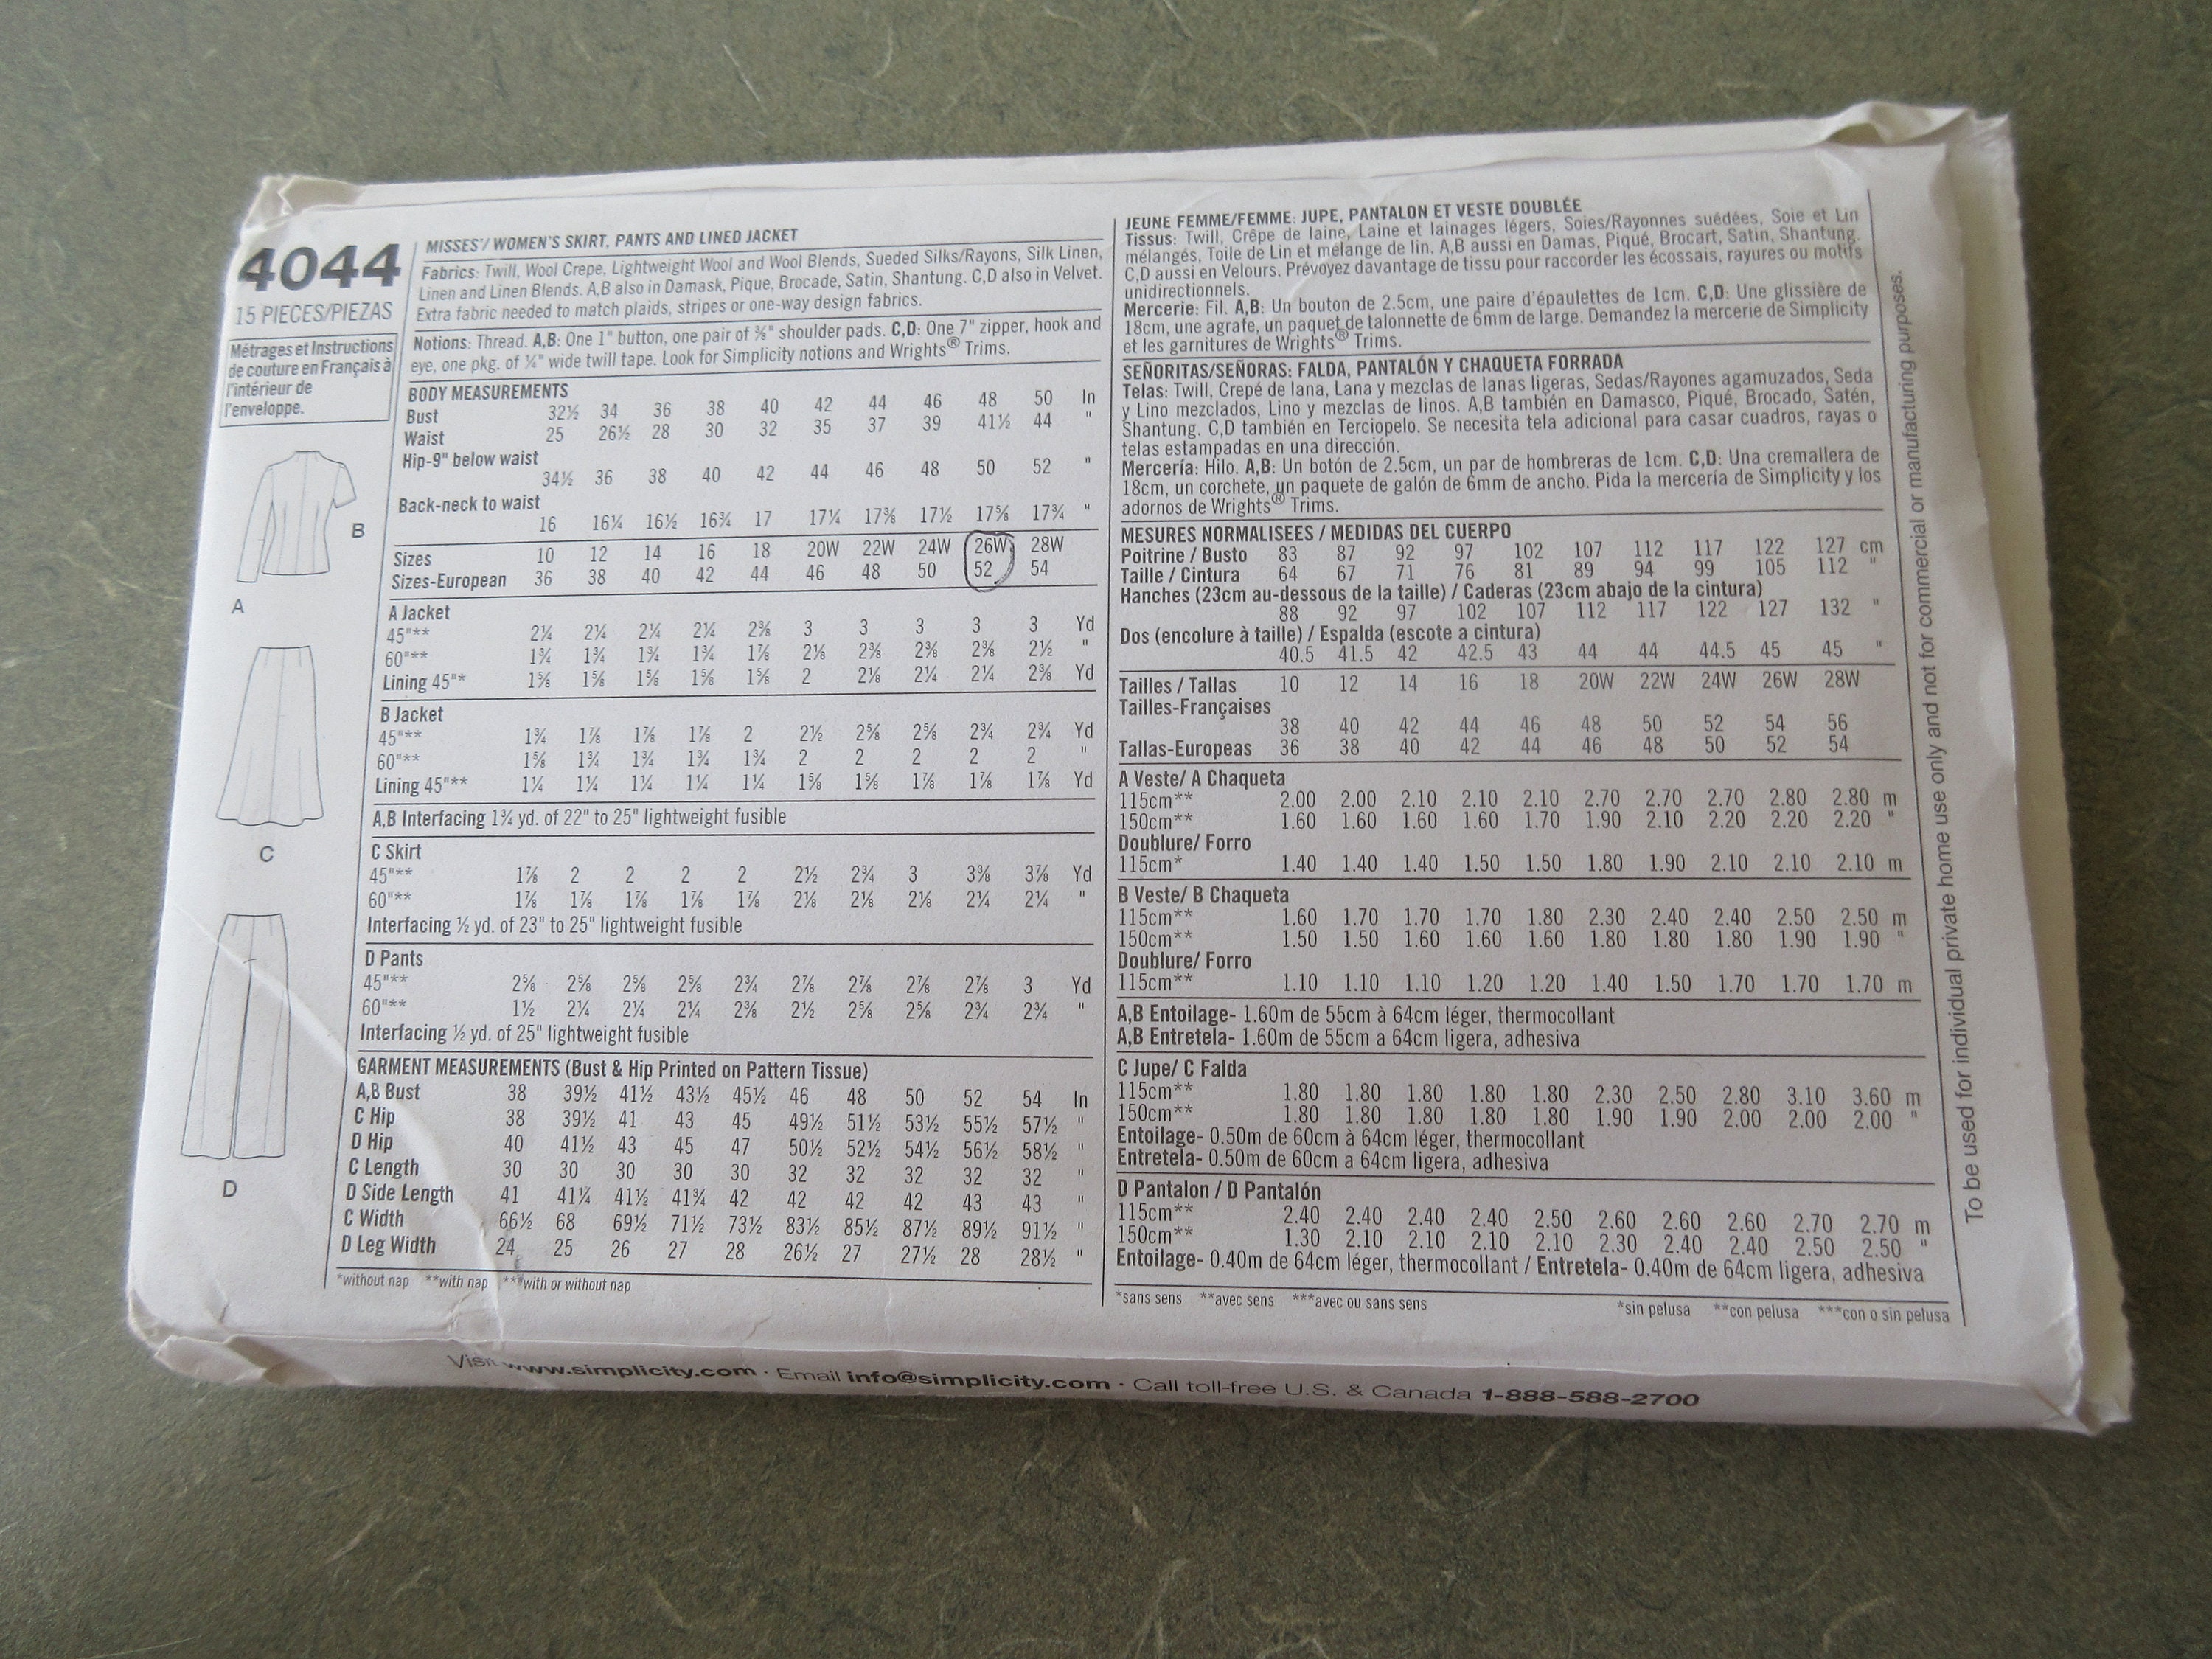 4044
15 PIECES/PIEZAS
Métrages et Instructions
de couture en Français à
l'intérieur de
l'enveloppe.
B
A
C
D
MISSES'/ WOMEN'S SKIRT, PANTS AND LINED JACKET
Fabrics: Twill, Wool Crepe, Lightweight Wool and Wool Blends, Sueded Silks/Rayons, Silk Linen,
Linen and Linen Blends. A,B also in Damask, Pique, Brocade, Satin, Shantung. C,D also in Velvet.
Extra fabric needed to match plaids, stripes or one-way design fabrics.
Notions: Thread. A,B: One 1" button, one pair of ⅜" shoulder pads. C,D: One 7" zipper, hook and
eye, one pkg. of ¼" wide twill tape. Look for Simplicity notions and Wrights® Trims.
BODY MEASUREMENTS
Bust 32½ 34 36 38 40 42 44 46 48 50 In
Waist 25 26½ 28 30 32 35 37 39 41½ 44 "
Hip-9" below waist
34½ 36 38 40 42 44 46 48 50 52 "
Back-neck to waist
16 16¼ 16½ 16¾ 17 17¼ 17⅜ 17½ 17⅝ 17¾ "
Sizes 10 12 14 16 18 20W 22W 24W 26W 28W
Sizes-European 36 38 40 42 44 46 48 50 52 54
A Jacket
45"** 2¼ 2¼ 2¼ 2¼ 2⅜ 3 3 3 3 3 Yd
60"** 1¾ 1¾ 1¾ 1¾ 1⅞ 2⅛ 2⅜ 2⅜ 2⅜ 2½ "
Lining 45"* 1⅝ 1⅝ 1⅝ 1⅝ 1⅝ 2 2⅛ 2¼ 2¼ 2⅜ Yd
B Jacket
45"** 1¾ 1⅞ 1⅞ 1⅞ 2 2½ 2⅝ 2⅝ 2¾ 2¾ Yd
60"** 1⅝ 1¾ 1¾ 1¾ 1¾ 2 2 2 2 2 "
Lining 45"** 1¼ 1¼ 1¼ 1¼ 1¼ 1⅝ 1⅝ 1⅞ 1⅞ 1⅞ Yd
A,B Interfacing 1¾ yd. of 22" to 25" lightweight fusible
C Skirt
45"** 1⅞ 2 2 2 2 2½ 2¾ 3 3⅜ 3⅞ Yd
60"** 1⅞ 1⅞ 1⅞ 1⅞ 1⅞ 2⅛ 2⅛ 2⅛ 2¼ 2¼ "
Interfacing ½ yd. of 23" to 25" lightweight fusible
D Pants
45"** 2⅝ 2⅝ 2⅝ 2⅝ 2¾ 2⅞ 2⅞ 2⅞ 2⅞ 3 Yd
60"** 1½ 2¼ 2¼ 2¼ 2⅜ 2½ 2⅝ 2⅝ 2¾ 2¾ "
Interfacing ½ yd. of 25" lightweight fusible
GARMENT MEASUREMENTS (Bust & Hip Printed on Pattern Tissue)
A,B Bust 38 39½ 41½ 43½ 45½ 46 48 50 52 54 In
C Hip 38 39½ 41 43 45 49½ 51½ 53½ 55½ 57½ "
D Hip 40 41½ 43 45 47 50½ 52½ 54½ 56½ 58½ "
C Length 30 30 30 30 30 32 32 32 32 32 "
D Side Length 41 41¼ 41½ 41¾ 42 42 42 42 43 43 "
C Width 66½ 68 69½ 71½ 73½ 83½ 85½ 87½ 89½ 91½ "
D Leg Width 24 25 26 27 28 26½ 27 27½ 28 28½ "
*without nap **with nap ***with or without nap
JEUNE FEMME/FEMME: JUPE, PANTALON ET VESTE DOUBLÉE
Tissus: Twill, Crêpe de laine, Laine et lainages légers, Soies/Rayonnes suédées, Soie et Lin
mélangés, Toile de Lin et mélange de lin. A,B aussi en Damas, Piqué, Brocart, Satin, Shantung.
C,D aussi en Velours. Prévoyez davantage de tissu pour raccorder les écossais, rayures ou motifs
unidirectionnels.
Mercerie: Fil. A,B: Un bouton de 2.5cm, une paire d'épaulettes de 1cm. C,D: Une glissière de
18cm, une agrafe, un paquet de talonnette de 6mm de large. Demandez la mercerie de Simplicity
et les garnitures de Wrights® Trims.
SEÑORITAS/SEÑORAS: FALDA, PANTALÓN Y CHAQUETA FORRADA
Telas: Twill, Crepé de lana, Lana y mezclas de lanas ligeras, Sedas/Rayones agamuzados, Seda
y Lino mezclados, Lino y mezclas de linos. A,B también en Damasco, Piqué, Brocado, Satén,
Shantung. C,D también en Terciopelo. Se necesita tela adicional para casar cuadros, rayas o
telas estampadas en una dirección.
Mercería: Hilo. A,B: Un botón de 2.5cm, un par de hombreras de 1cm. C,D: Una cremallera de
18cm, un corchete, un paquete de galón de 6mm de ancho. Pida la mercería de Simplicity y los
adornos de Wrights® Trims.
MESURES NORMALISEES / MEDIDAS DEL CUERPO
Poitrine / Busto 83 87 92 97 102 107 112 117 122 127 cm
Taille / Cintura 64 67 71 76 81 89 94 99 105 112 "
Hanches (23cm au-dessous de la taille) / Caderas (23cm abajo de la cintura)
88 92 97 102 107 112 117 122 127 132 "
Dos (encolure à taille) / Espalda (escote a cintura)
40.5 41.5 42 42.5 43 44 44 44.5 45 45 "
Tailles / Tallas 10 12 14 16 18 20W 22W 24W 26W 28W
Tailles-Françaises
38 40 42 44 46 48 50 52 54 56
Tallas-Europeas 36 38 40 42 44 46 48 50 52 54
A Veste/ A Chaqueta
115cm** 2.00 2.00 2.10 2.10 2.10 2.70 2.70 2.70 2.80 2.80 m
150cm** 1.60 1.60 1.60 1.60 1.70 1.90 2.10 2.20 2.20 2.20 "
Doublure/ Forro
115cm* 1.40 1.40 1.40 1.50 1.50 1.80 1.90 2.10 2.10 2.10 m
B Veste/ B Chaqueta
115cm** 1.60 1.70 1.70 1.70 1.80 2.30 2.40 2.40 2.50 2.50 m
150cm** 1.50 1.50 1.60 1.60 1.60 1.80 1.80 1.80 1.90 1.90 "
Doublure/ Forro
115cm** 1.10 1.10 1.10 1.20 1.20 1.40 1.50 1.70 1.70 1.70 m
A,B Entoilage- 1.60m de 55cm à 64cm léger, thermocollant
A,B Entretela- 1.60m de 55cm a 64cm ligera, adhesiva
C Jupe/ C Falda
115cm** 1.80 1.80 1.80 1.80 1.80 2.30 2.50 2.80 3.10 3.60 m
150cm** 1.80 1.80 1.80 1.80 1.80 1.90 1.90 2.00 2.00 2.00 "
Entoilage- 0.50m de 60cm à 64cm léger, thermocollant
Entretela- 0.50m de 60cm a 64cm ligera, adhesiva
D Pantalon / D Pantalón
115cm** 2.40 2.40 2.40 2.40 2.50 2.60 2.60 2.60 2.70 2.70 m
150cm** 1.30 2.10 2.10 2.10 2.10 2.30 2.40 2.40 2.50 2.50 "
Entoilage- 0.40m de 64cm léger, thermocollant / Entretela- 0.40m de 64cm ligera, adhesiva
*sans sens **avec sens ***avec ou sans sens *sin pelusa **con pelusa ***con o sin pelusa
To be used for individual private home use only and not for commercial or manufacturing purposes.
Visit www.simplicity.com · Email info@simplicity.com · Call toll-free U.S. & Canada 1-888-588-2700